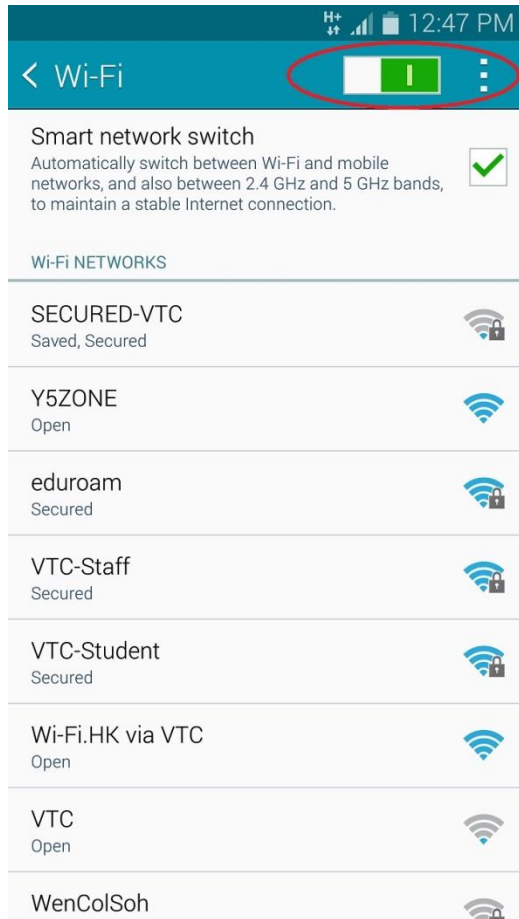 H+ 12:47 PM
Wi-Fi
Smart network switch
Automatically switch between Wi-Fi and mobile
networks, and also between 2.4 GHz and 5 GHz bands,
to maintain a stable Internet connection.
Wi-Fi NETWORKS
SECURED-VTC
Saved, Secured
Y5ZONE
Open
eduroam
Secured
VTC-Staff
Secured
VTC-Student
Secured
Wi-Fi.HK via VTC
Open
VTC
Open
WenColSoh